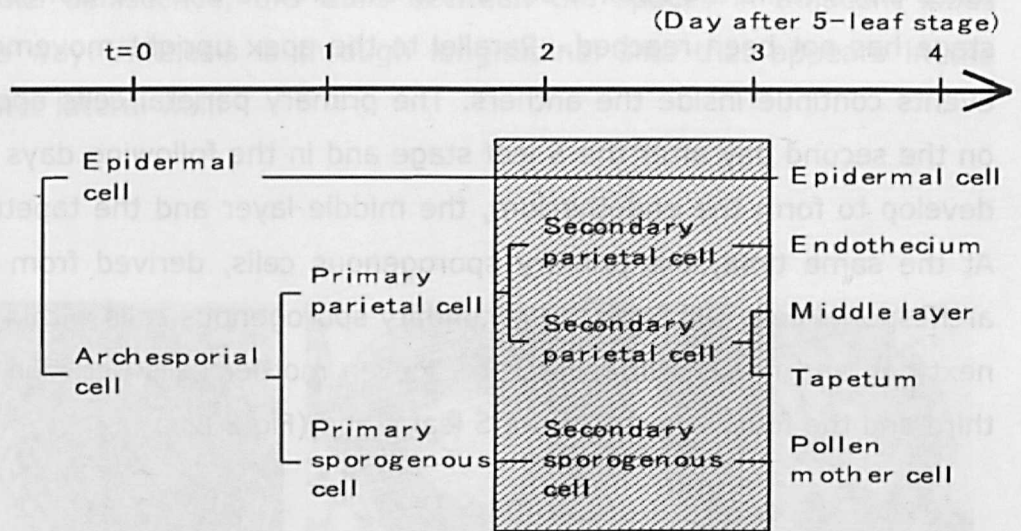 (Day after 5-leaf stage)
t=0 1 2 3 4
Epidermal
cell
Epidermal cell
Secondary
parietal cell
Endothecium
Primary
parietal cell
Middle layer
Secondary
parietal cell
Archesporial
cell
Tapetum
Primary
sporogenous
cell
Secondary
sporogenous
cell
Pollen
mother cell